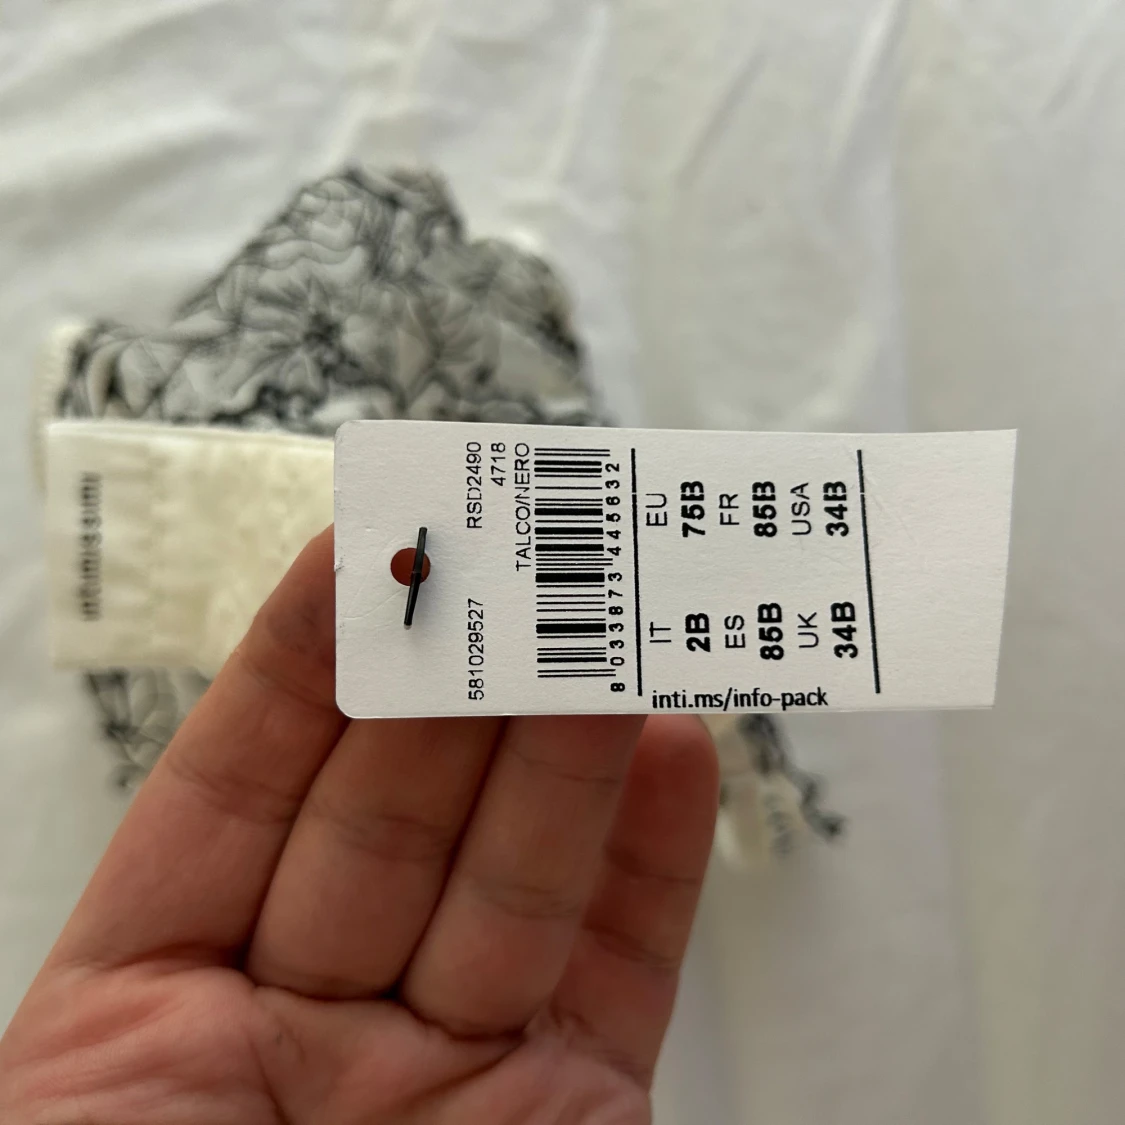 intimissimi
581029527 RSD2490
4718
TALCO/NERO
8 033873 445632
IT EU
2B 75B
ES FR
85B 85B
UK USA
34B 34B
inti.ms/info-pack